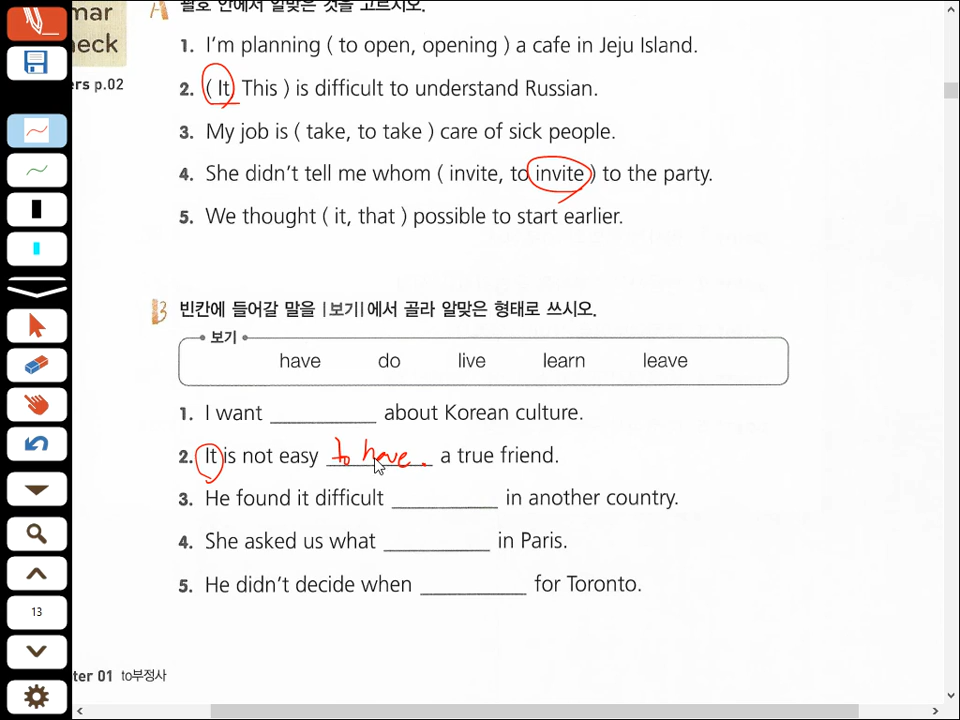 mar
괄호 안에서 알맞은 것을 고르시오.
eck
ers p.02
1. I'm planning ( to open, opening ) a cafe in Jeju Island.
2. ( It This ) is difficult to understand Russian.
3. My job is ( take, to take ) care of sick people.
4. She didn't tell me whom ( invite, to invite ) to the party.
5. We thought ( it, that ) possible to start earlier.
B 빈칸에 들어갈 말을 |보기|에서 골라 알맞은 형태로 쓰시오.
보기
have do live learn leave
1. I want __________ about Korean culture.
2. It is not easy to have. a true friend.
3. He found it difficult __________ in another country.
4. She asked us what __________ in Paris.
5. He didn't decide when __________ for Toronto.
13
ter 01 to부정사